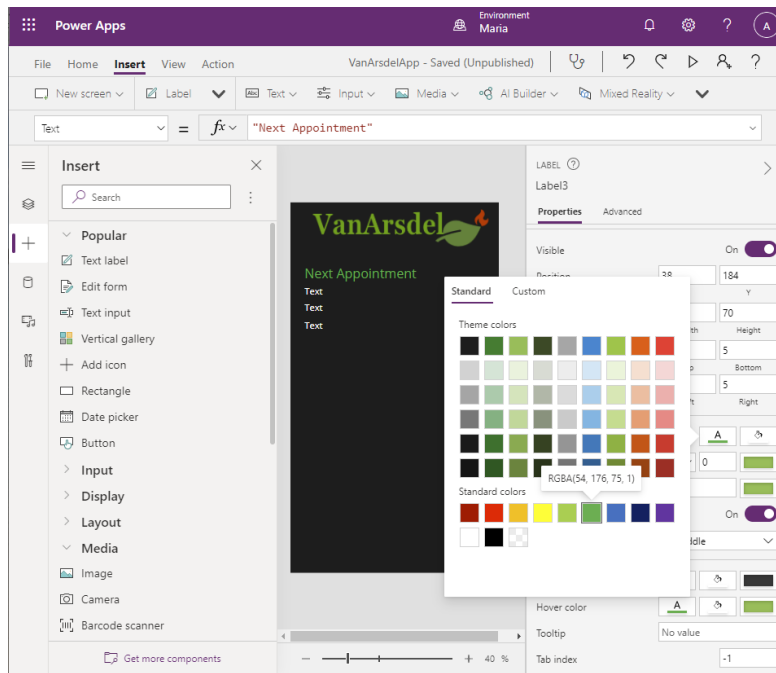 Power Apps
Environment
Maria
A
File Home Insert View Action VanArsdelApp - Saved (Unpublished)
New screen Label Abc Text Input Media AI Builder Mixed Reality
Text = fx "Next Appointment"
Insert
Search
Popular
Text label
Edit form
Text input
Vertical gallery
Add icon
Rectangle
Date picker
Button
Input
Display
Layout
Media
Image
Camera
Barcode scanner
Get more components
VanArsdel
Next Appointment
Text
Text
Text
40 %
LABEL
Label3
Properties Advanced
Visible On
Position 38 184
Y
70
Height
5
Bottom
5
Right
A
0
On
A
Hover color
Tooltip No value
Tab index -1
Standard Custom
Theme colors
RGBA(54, 176, 75, 1)
Standard colors